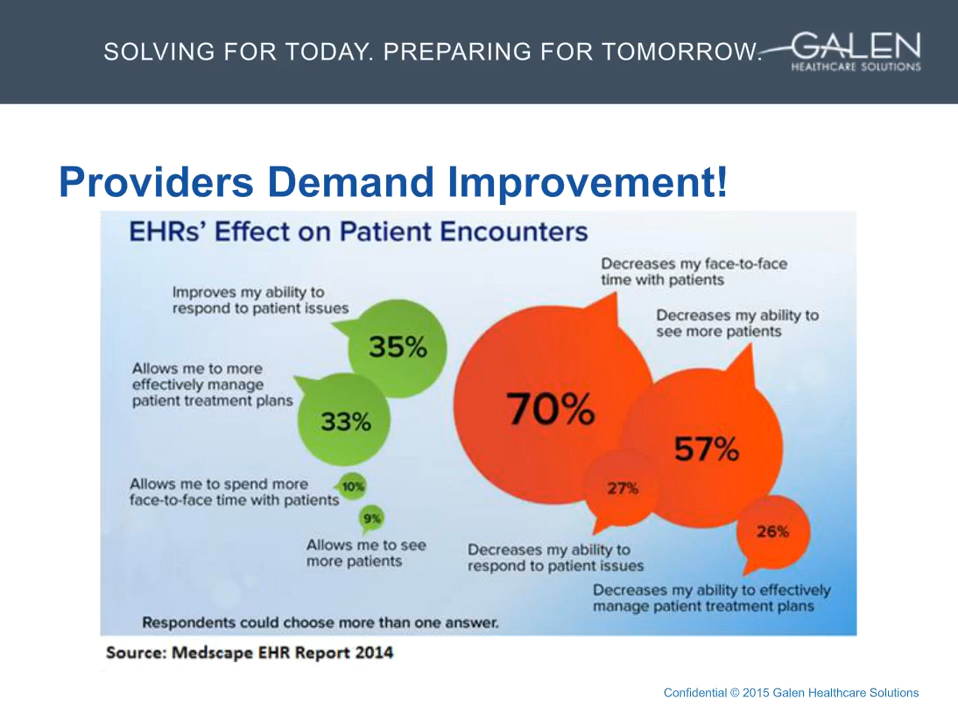 SOLVING FOR TODAY. PREPARING FOR TOMORROW.
GALEN
HEALTHCARE SOLUTIONS
Providers Demand Improvement!
EHRs' Effect on Patient Encounters
Improves my ability to
respond to patient issues
35%
Allows me to more
effectively manage
patient treatment plans
33%
Allows me to spend more
face-to-face time with patients
10%
9%
Allows me to see
more patients
Decreases my face-to-face
time with patients
70%
Decreases my ability to
see more patients
57%
27%
Decreases my ability to
respond to patient issues
26%
Decreases my ability to effectively
manage patient treatment plans
Respondents could choose more than one answer.
Source: Medscape EHR Report 2014
Confidential © 2015 Galen Healthcare Solutions